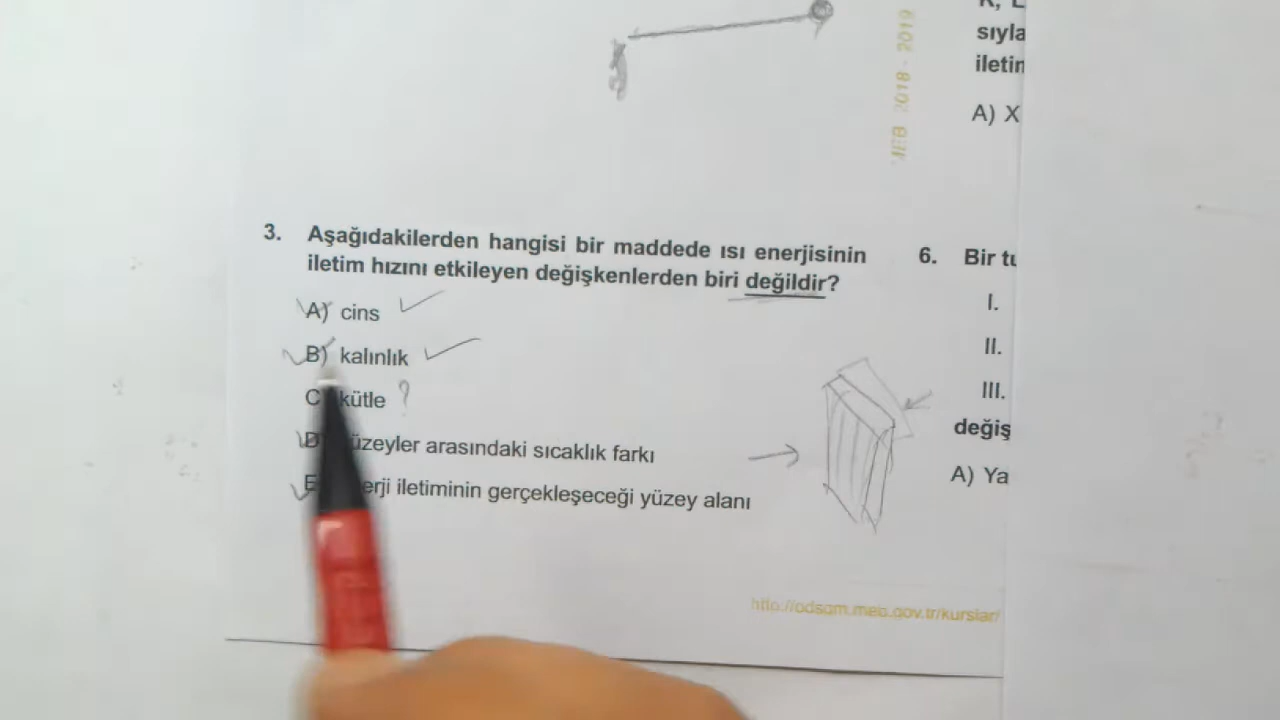 sıyla
A) X
MEB 2018 - 2019
3. Aşağıdakilerden hangisi bir maddede ısı enerjisinin
iletim hızını etkileyen değişkenlerden biri değildir?
A) cins
B) kalınlık
C kütle ?
D üzeyler arasındaki sıcaklık farkı
E erji iletiminin gerçekleşeceği yüzey alanı
http://odsgm.meb.gov.tr/kurslar/
6. Bir
I.
II.
III.
değiş
A) Ya